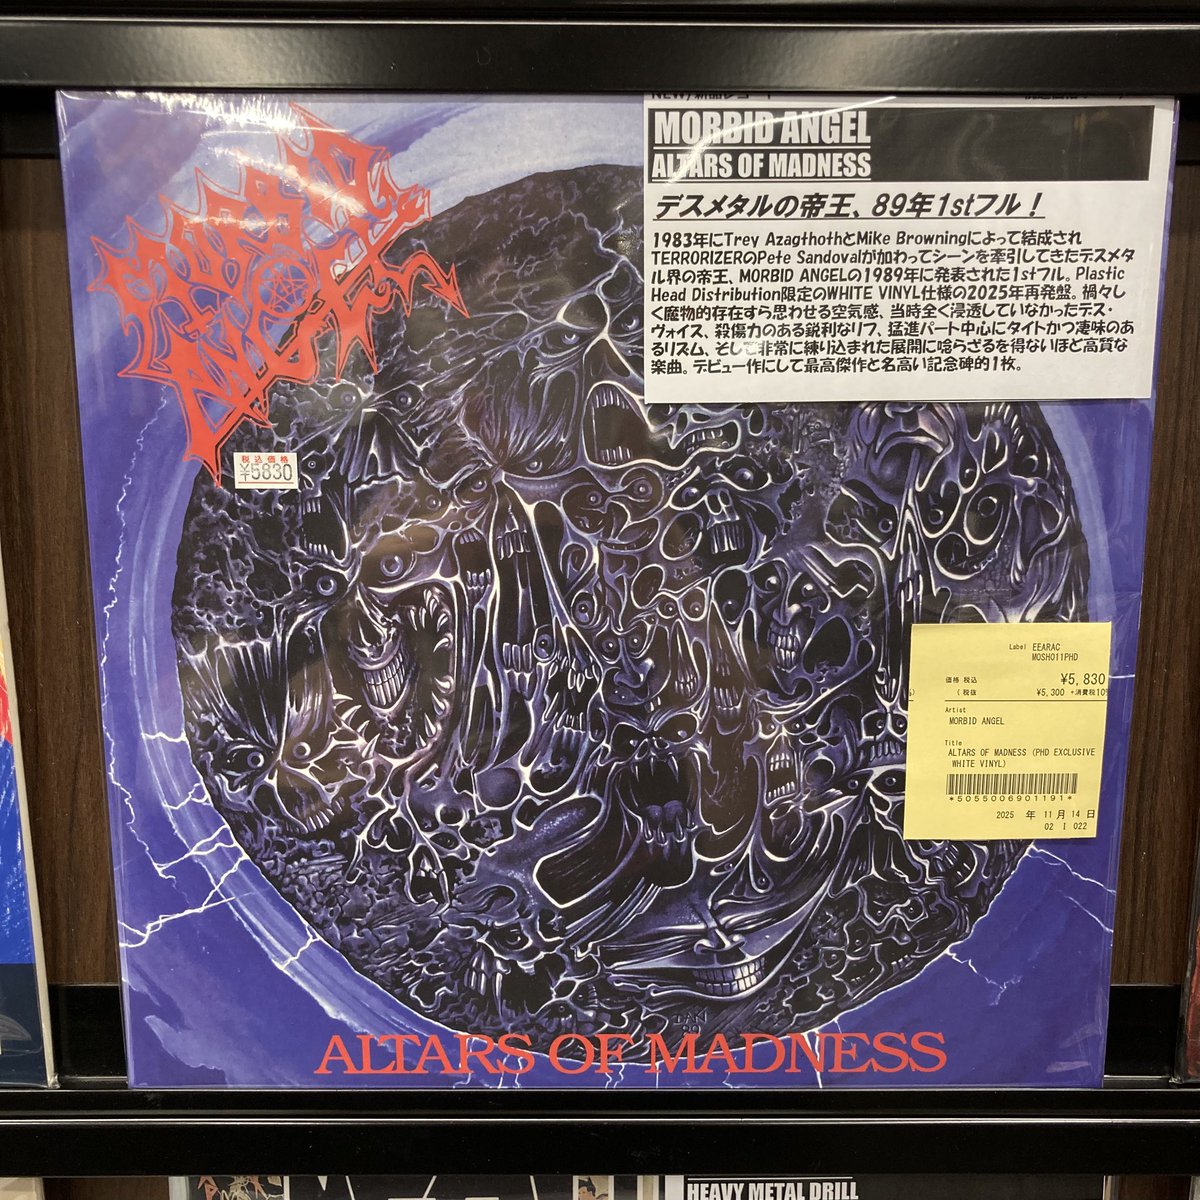 MORBID ANGEL
MORBID ANGEL
ALTARS OF MADNESS
デスメタルの帝王、89年1stフル！
1983年にTrey AzagthothとMike Browningによって結成され
TERRORIZERのPete Sandovalが加わってシーンを牽引してきたデスメタ
ル界の帝王、MORBID ANGELの1989年に発表された1stフル。Plastic
Head Distribution限定のWHITE VINYL仕様の2025年再発盤。禍々し
く魔物的存在すら思わせる空気感、当時全く浸透していなかったデス・
ヴォイス、殺傷力のある鋭利なリフ、猛進パート中心にタイトかつ凄味のあ
るリズム、そして非常に練り込まれた展開に唸らざるを得ないほど高質な
楽曲。デビュー作にして最高傑作と名高い記念碑的1枚。
税込価格
¥5830
Label EEARAC
MOSH011PHD
価格 税込 ¥5,830
(税抜 ¥5,300 +消費税10%
Artist
MORBID ANGEL
Title
ALTARS OF MADNESS (PHD EXCLUSIVE
WHITE VINYL)
*5055006901191*
2025 年 11月 14日
02 I 022
ALTARS OF MADNESS
HEAVY METAL DRILL